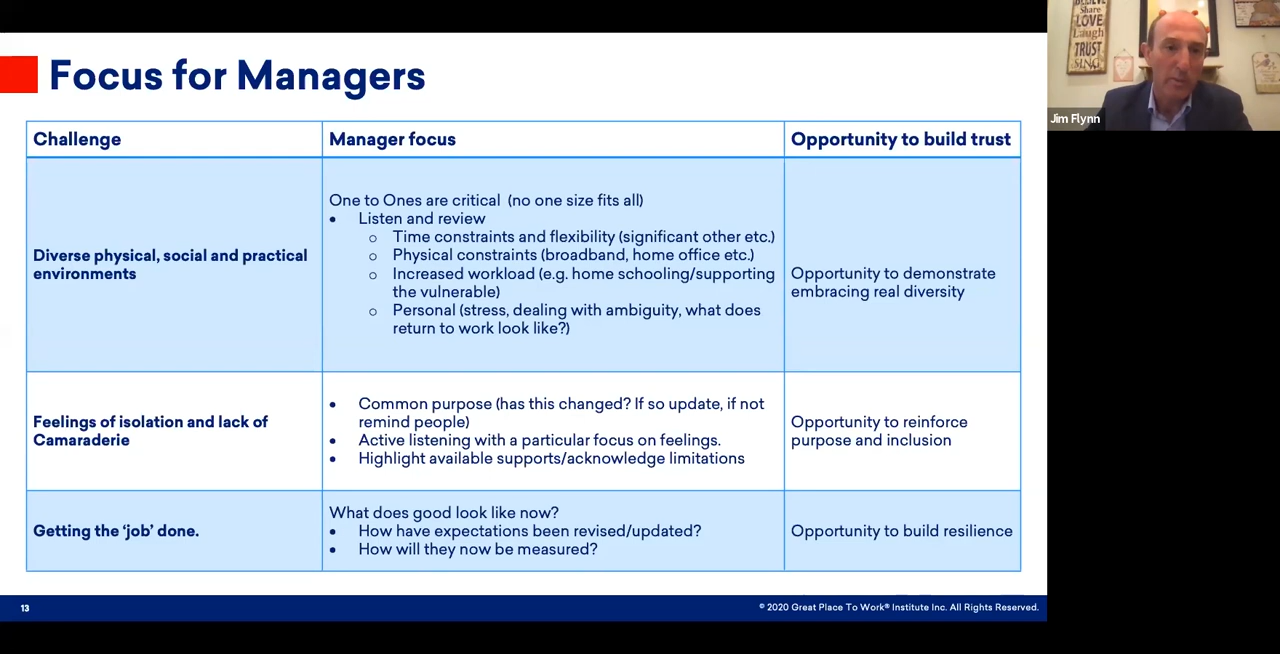 Focus for Managers
Challenge
Manager focus
Opportunity to build trust
Diverse physical, social and practical
environments
One to Ones are critical (no one size fits all)
• Listen and review
o Time constraints and flexibility (significant other etc.)
o Physical constraints (broadband, home office etc.)
o Increased workload (e.g. home schooling/supporting
the vulnerable)
o Personal (stress, dealing with ambiguity, what does
return to work look like?)
Opportunity to demonstrate
embracing real diversity
Feelings of isolation and lack of
Camaraderie
• Common purpose (has this changed? If so update, if not
remind people)
• Active listening with a particular focus on feelings.
• Highlight available supports/acknowledge limitations
Opportunity to reinforce
purpose and inclusion
Getting the ‘job’ done.
What does good look like now?
• How have expectations been revised/updated?
• How will they now be measured?
Opportunity to build resilience
13
© 2020 Great Place To Work® Institute Inc. All Rights Reserved.
Share
LOVE
Laugh
TRUST
SING
Jim Flynn